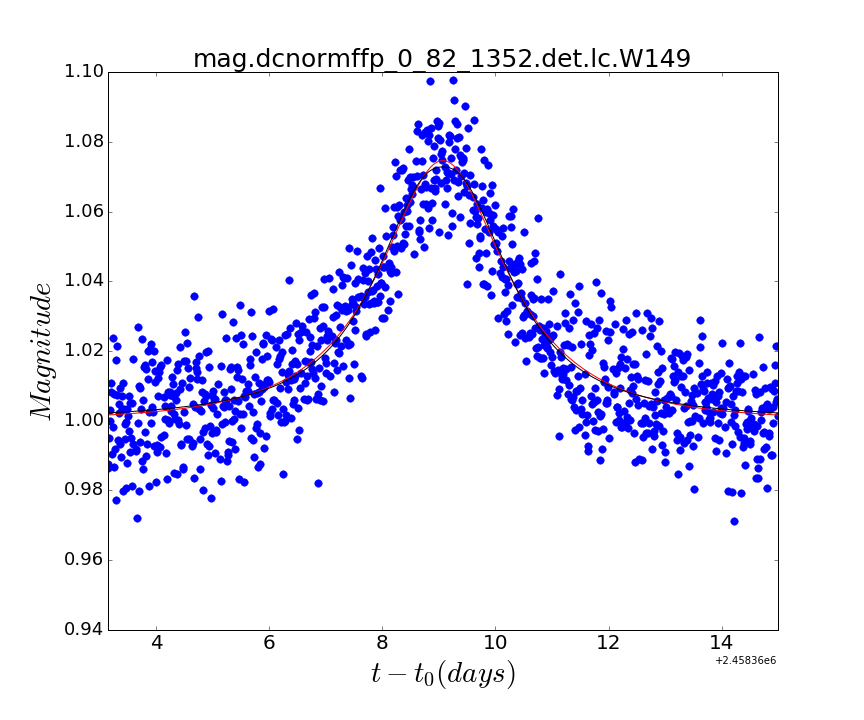 mag.dcnormffp_0_82_1352.det.lc.W149
1.10
1.08
1.06
1.04
1.02
1.00
0.98
0.96
0.94
Magnitude
4 6 8 10 12 14
+2.45836e6
t − t₀(days)